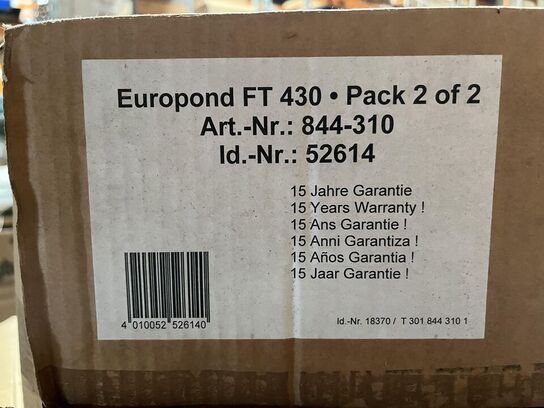 Europond FT 430 • Pack 2 of 2
Art.-Nr.: 844-310
Id.-Nr.: 52614
15 Jahre Garantie
15 Years Warranty !
15 Ans Garantie !
15 Anni Garantiza !
15 Años Garantia !
15 Jaar Garantie !
4 010052 526140
Id.-Nr. 18370 / T 301 844 310 1